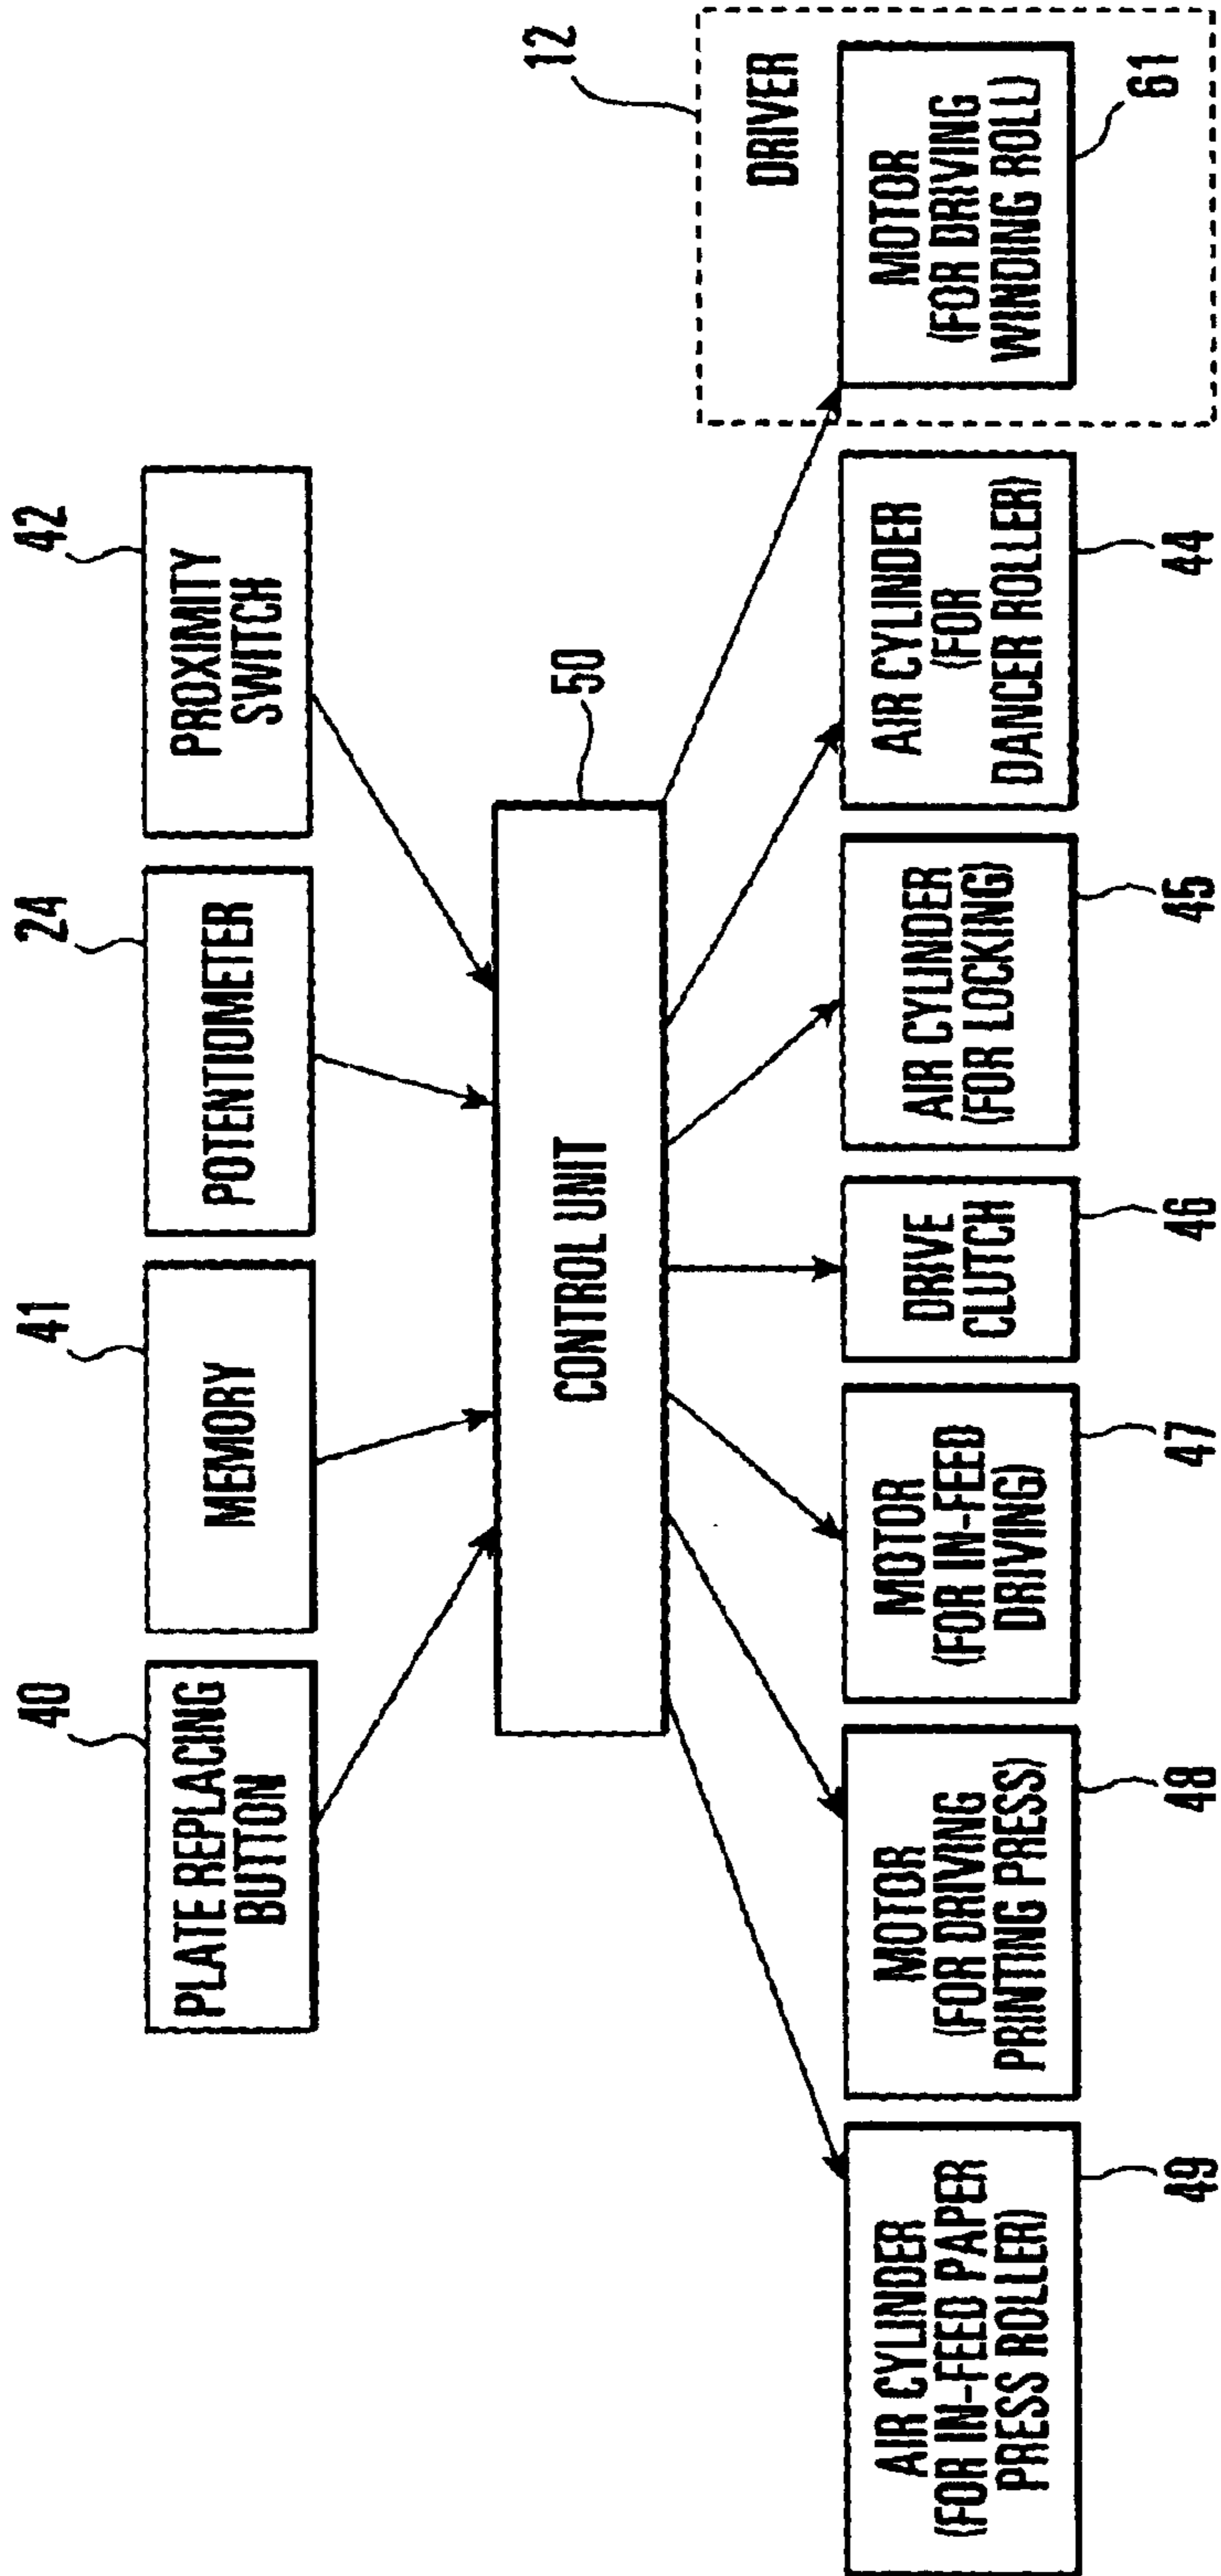 40
PLATE REPLACING
BUTTON
41
MEMORY
24
POTENTIOMETER
42
PROXIMITY
SWITCH
CONTROL UNIT
50
AIR CYLINDER
(FOR IN-FEED PAPER
PRESS ROLLER)
49
MOTOR
(FOR DRIVING
PRINTING PRESS)
48
MOTOR
(FOR IN-FEED
DRIVING)
47
DRIVE
CLUTCH
46
AIR CYLINDER
(FOR LOCKING)
45
AIR CYLINDER
(FOR
DANCER ROLLER)
44
12
DRIVER
MOTOR
(FOR DRIVING
WINDING ROLL)
61